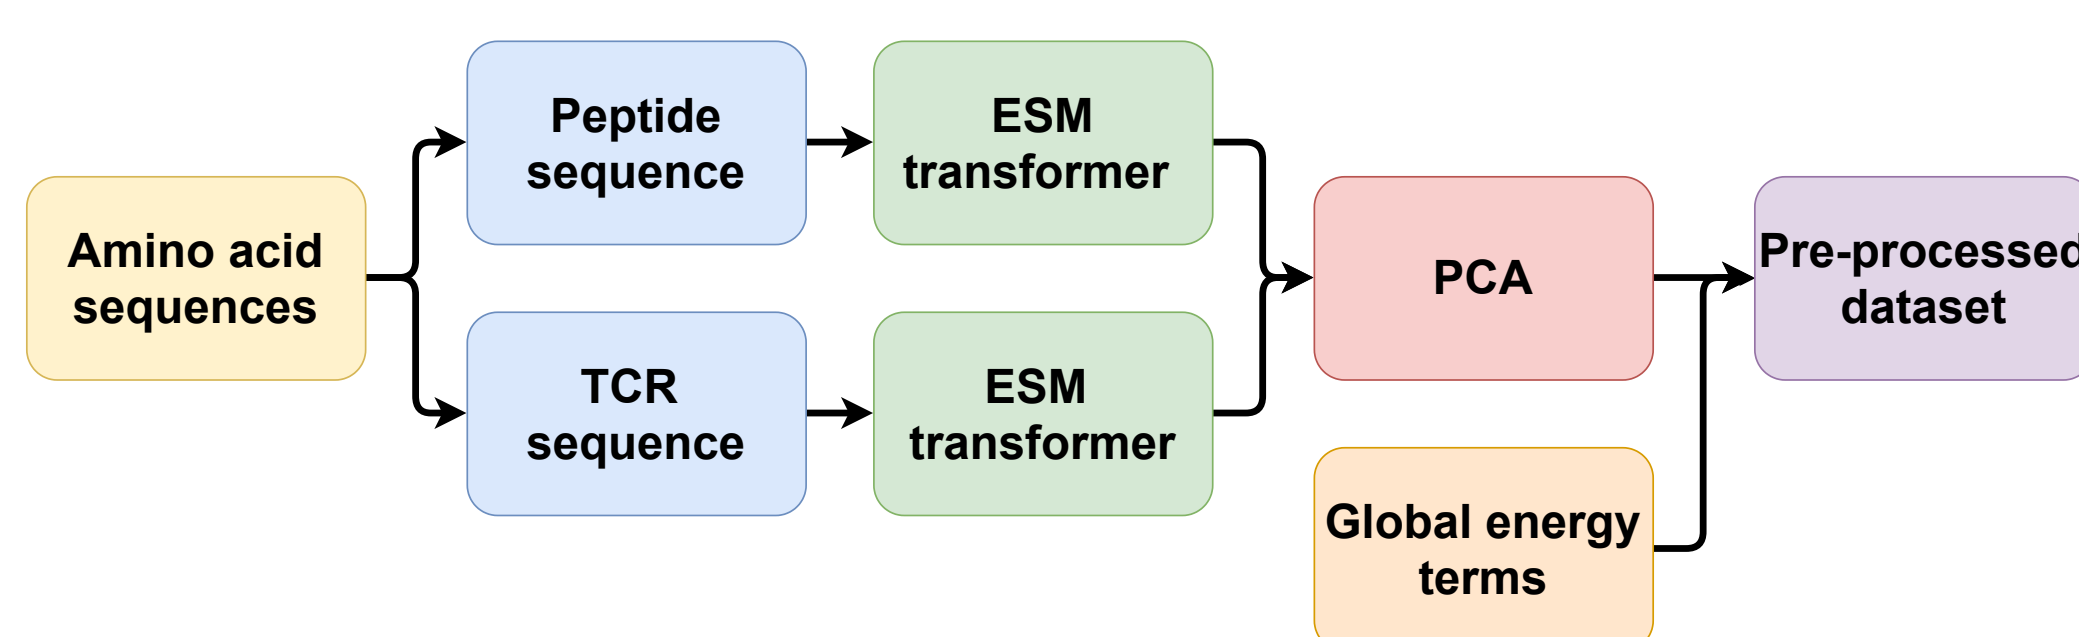 Amino acid
sequences
Peptide
sequence
ESM
transformer
TCR
sequence
ESM
transformer
PCA
Global energy
terms
Pre-processed
dataset